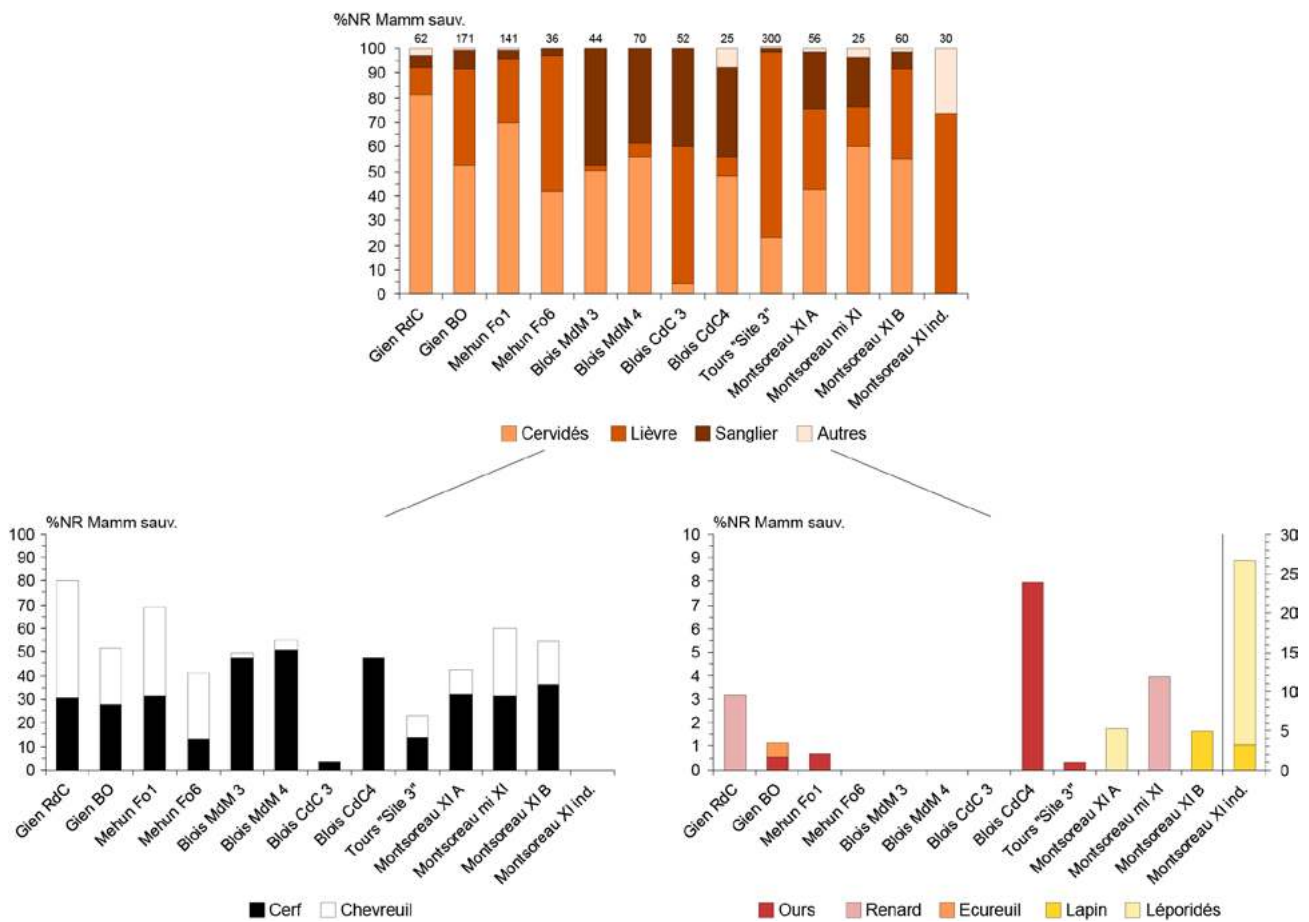 %NR Mamm sauv.
62 171 141 36 44 70 52 25 300 56 25 60 30
100
90
80
70
60
50
40
30
20
10
0
Gien RdC
Gien BO
Mehun Fo1
Mehun Fo6
Blois MdM 3
Blois MdM 4
Blois CdC 3
Blois CdC4
Tours "Site 3"
Montsoreau XI A
Montsoreau mi XI
Montsoreau XI B
Montsoreau XI ind.
Cervidés Lièvre Sanglier Autres
%NR Mamm sauv.
100
90
80
70
60
50
40
30
20
10
0
Gien RdC
Gien BO
Mehun Fo1
Mehun Fo6
Blois MdM 3
Blois MdM 4
Blois CdC 3
Blois CdC4
Tours "Site 3"
Montsoreau XI A
Montsoreau mi XI
Montsoreau XI B
Montsoreau XI ind.
Cerf Chevreuil
%NR Mamm sauv.
10
9
8
7
6
5
4
3
2
1
0
30
25
20
15
10
5
0
Gien RdC
Gien BO
Mehun Fo1
Mehun Fo6
Blois MdM 3
Blois MdM 4
Blois CdC 3
Blois CdC4
Tours "Site 3"
Montsoreau XI A
Montsoreau mi XI
Montsoreau XI B
Montsoreau XI ind.
Ours Renard Ecureuil Lapin Léporidés